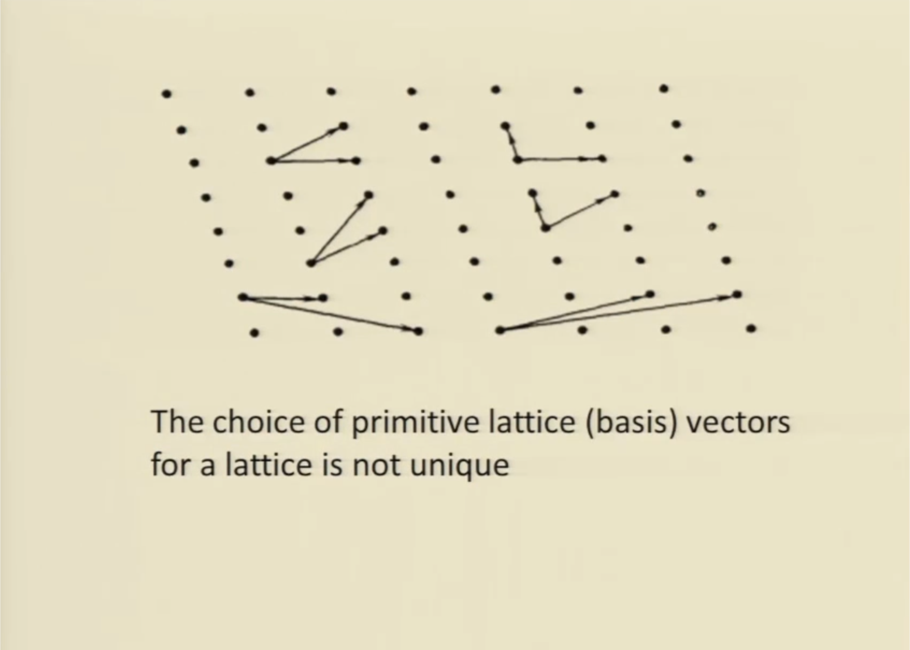 The choice of primitive lattice (basis) vectors
for a lattice is not unique